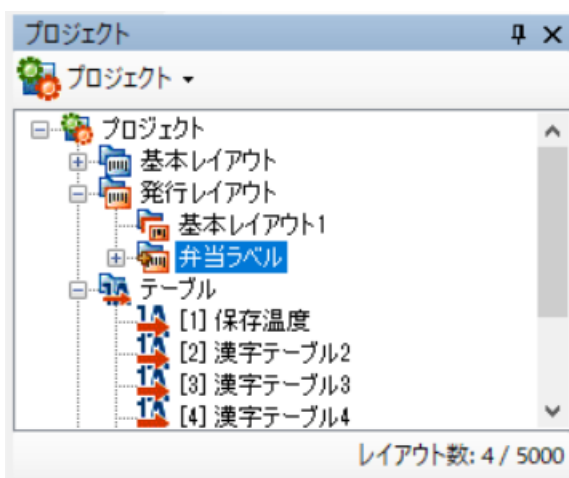 プロジェクト
プロジェクト
プロジェクト
基本レイアウト
発行レイアウト
基本レイアウト1
弁当ラベル
テーブル
[1] 保存温度
[2] 漢字テーブル2
[3] 漢字テーブル3
[4] 漢字テーブル4
レイアウト数: 4 / 5000